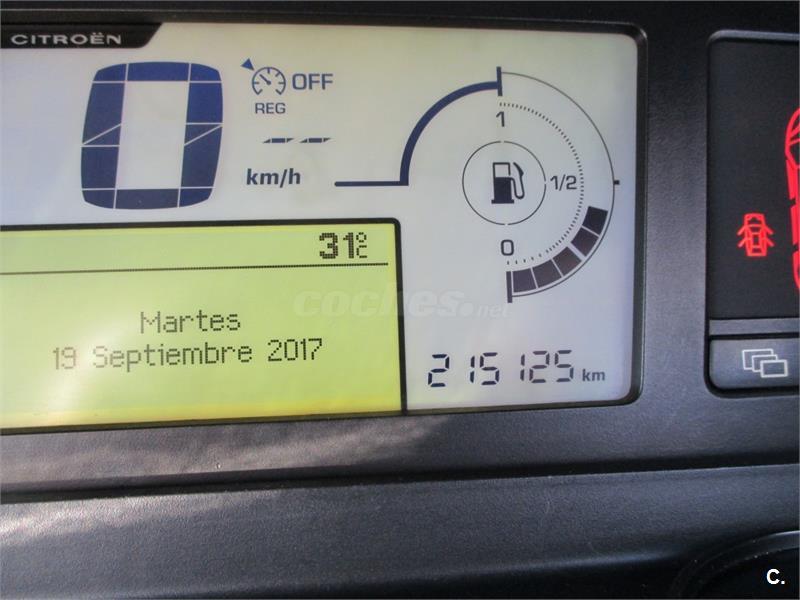 CITROËN
0
OFF
REG
-- 
km/h
1
1/2
0
31°C
Martes
19 Septiembre 2017
coches.net
215125 km
C.